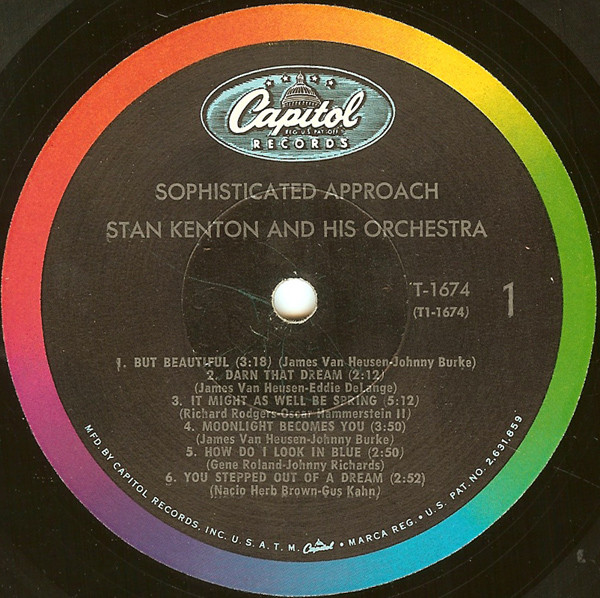 Capitol
REG. U.S. PAT. OFF.
RECORDS
SOPHISTICATED APPROACH
STAN KENTON AND HIS ORCHESTRA
T-1674
(T1-1674)
1
1. BUT BEAUTIFUL (3:18) (James Van Heusen-Johnny Burke)
2. DARN THAT DREAM (2:12)
(James Van Heusen-Eddie DeLange)
3. IT MIGHT AS WELL BE SPRING (5:12)
(Richard Rodgers-Oscar Hammerstein II)
4. MOONLIGHT BECOMES YOU (3:50)
(James Van Heusen-Johnny Burke)
5. HOW DO I LOOK IN BLUE (2:50)
(Gene Roland-Johnny Richards)
6. YOU STEPPED OUT OF A DREAM (2:52)
(Nacio Herb Brown-Gus Kahn)
MFD. BY CAPITOL RECORDS, INC. U. S. A. T. M. Capitol • MARCA REG. • U. S. PAT. NO. 2,631,859